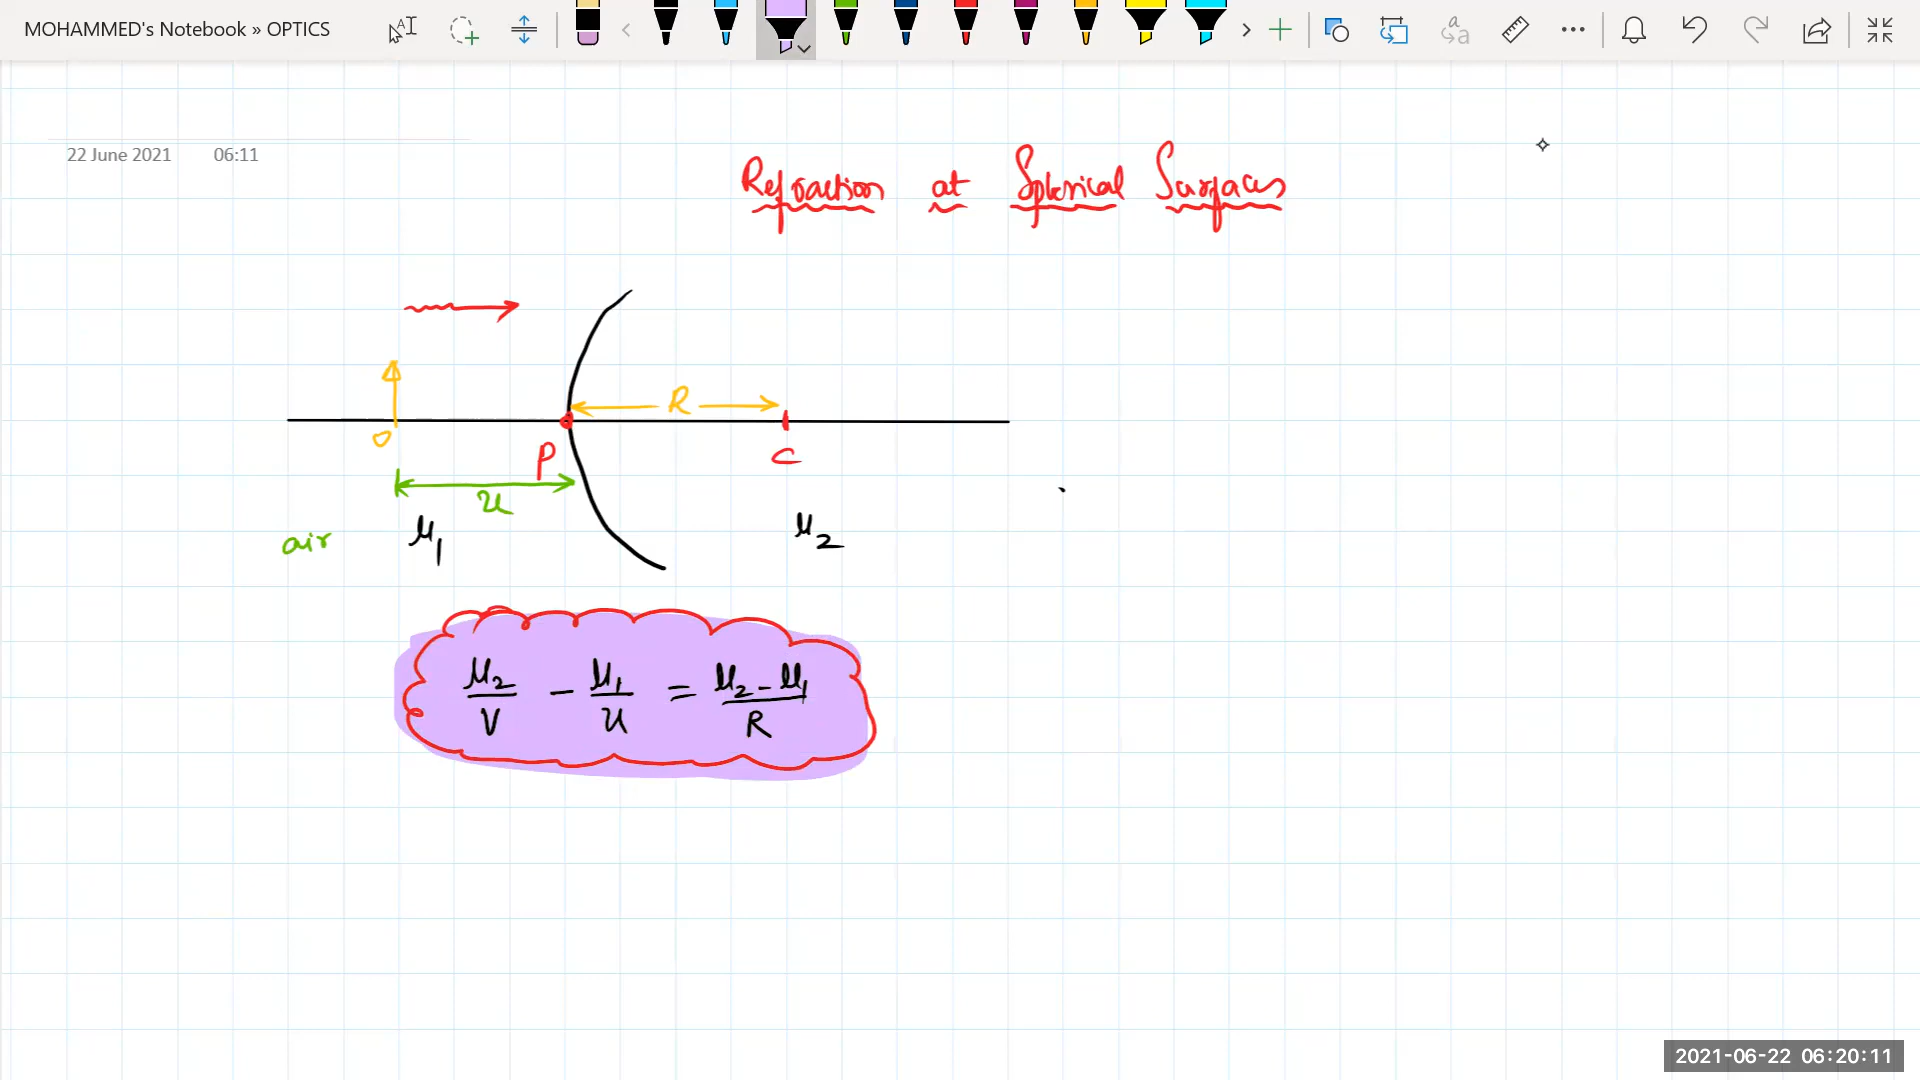 MOHAMMED's Notebook » OPTICS
22 June 2021 06:11
Refraction at Spherical Surfaces
R
O
P
C
u
air μ1 μ2
μ2/V - μ1/u = μ2 - μ1/R
2021-06-22 06:20:11